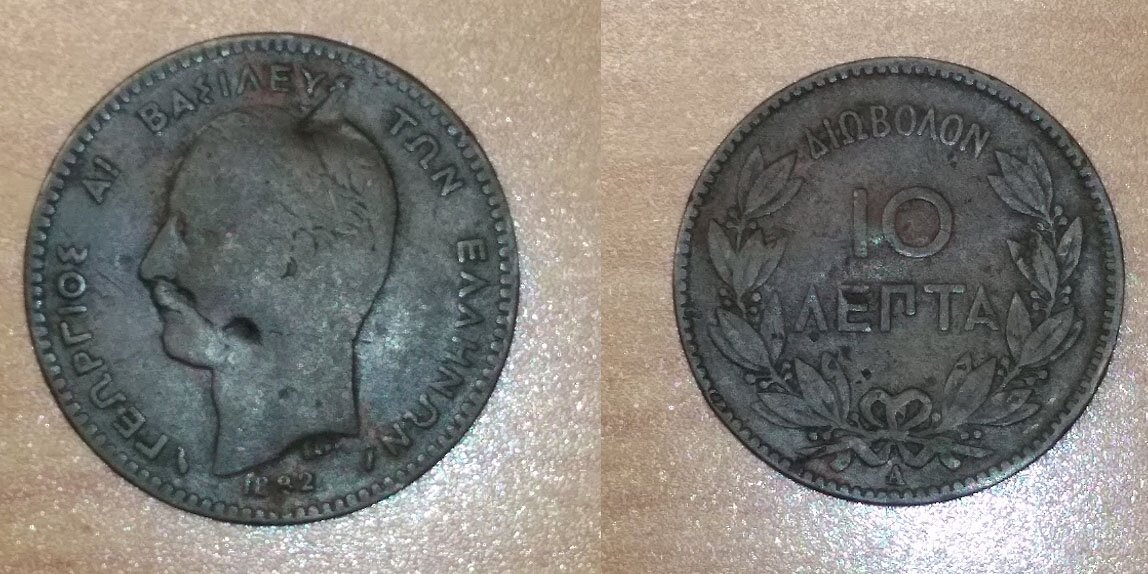 ΓΕΩΡΓΙΟΣ Α! ΒΑΣΙΛΕΥΣ ΤΩΝ ΕΛΛΗΝΩΝ
1882
ΔΙΩΒΟΛΟΝ
10
ΛΕΠΤΑ
A